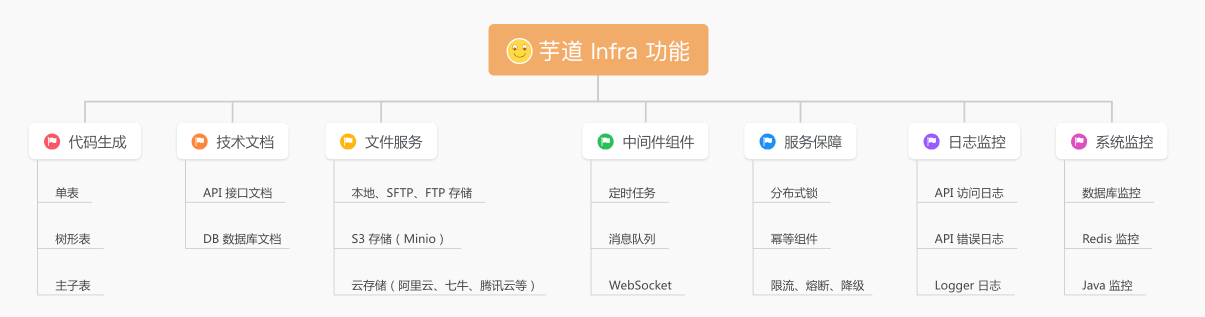 芋道 Infra 功能
代码生成
单表
树形表
主子表
技术文档
API 接口文档
DB 数据库文档
文件服务
本地、SFTP、FTP 存储
S3 存储（Minio）
云存储（阿里云、七牛、腾讯云等）
中间件组件
定时任务
消息队列
WebSocket
服务保障
分布式锁
幂等组件
限流、熔断、降级
日志监控
API 访问日志
API 错误日志
Logger 日志
系统监控
数据库监控
Redis 监控
Java 监控